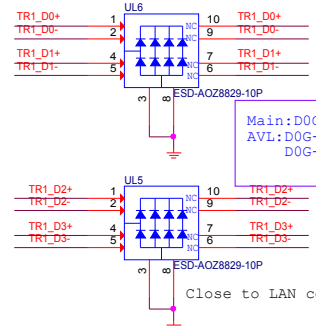 UL6
TR1_D0+ 1 10 TR1_D0+
TR1_D0- 2 NC 9 TR1_D0-
NC
TR1_D1+ 4 7 TR1_D1+
TR1_D1- 5 NC 6 TR1_D1-
NC
ESD-AOZ8829-10P
3 8
Main:D0G
AVL:D0G-
D0G-
UL5
TR1_D2+ 1 10 TR1_D2+
TR1_D2- 2 NC 9 TR1_D2-
NC
TR1_D3+ 4 7 TR1_D3+
TR1_D3- 5 NC 6 TR1_D3-
NC
ESD-AOZ8829-10P
3 8
Close to LAN